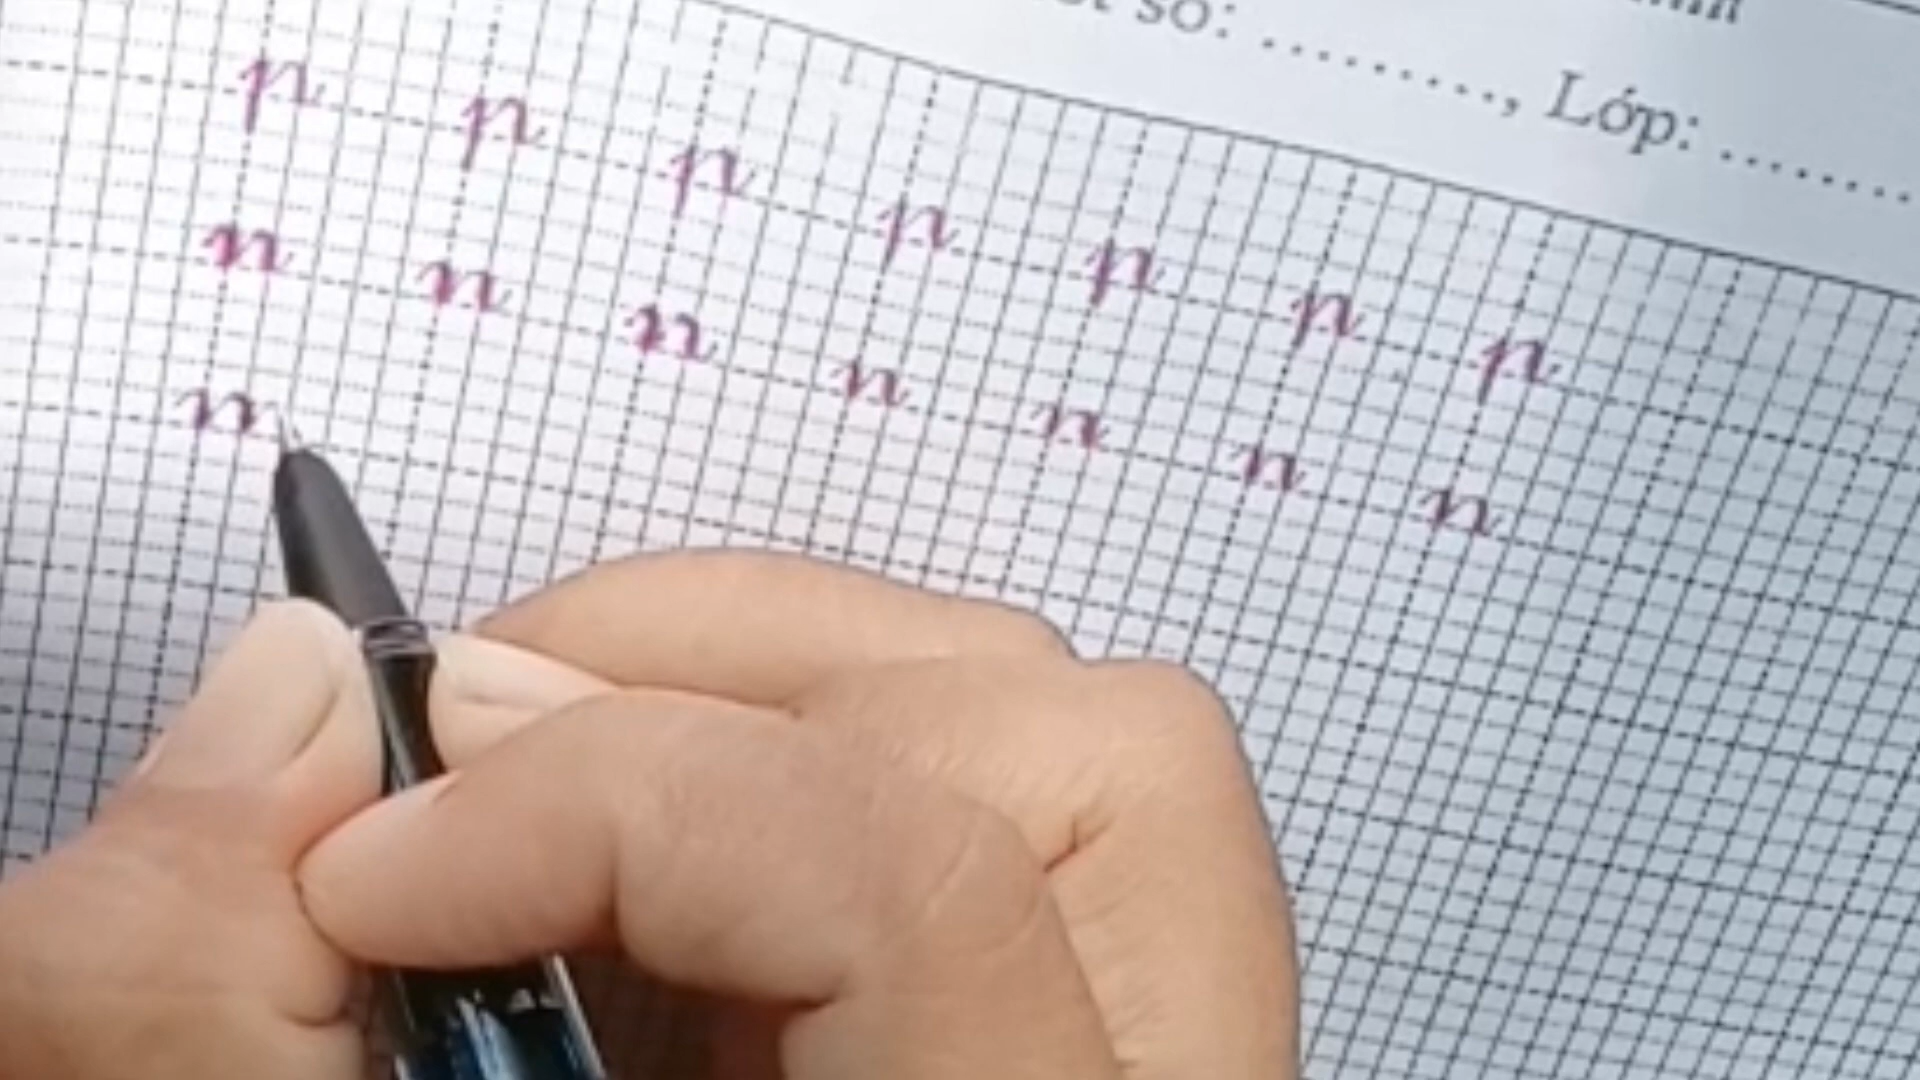 số: ........., Lớp: ........
p p p p p p p
n n n n n n n
n